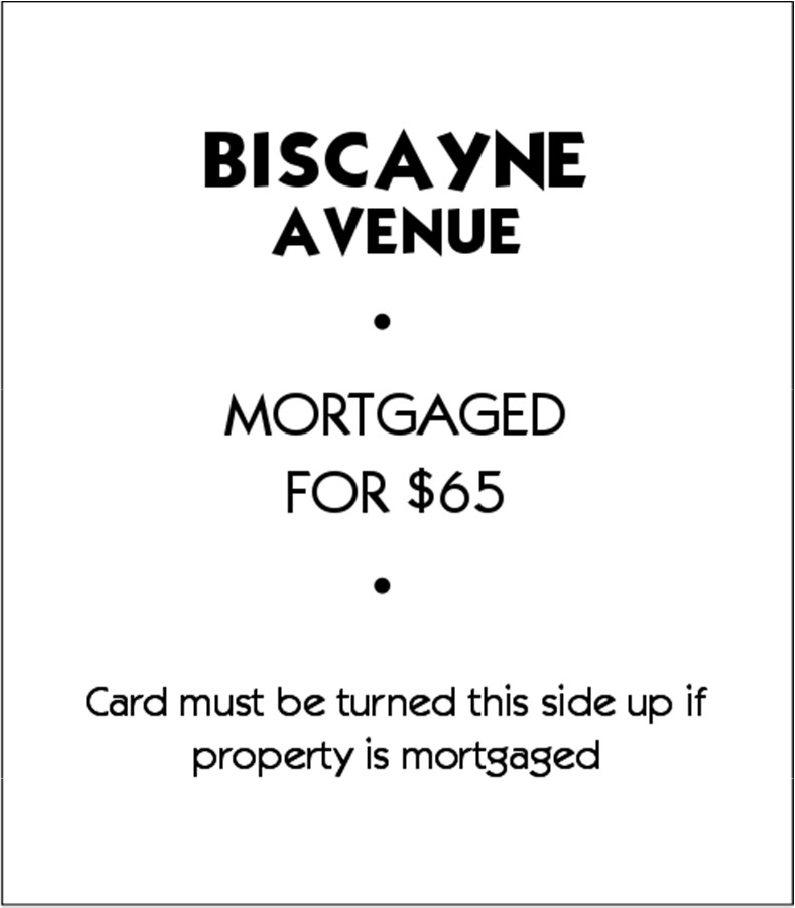 BISCAYNE
AVENUE
•
MORTGAGED
FOR $65
•
Card must be turned this side up if
property is mortgaged